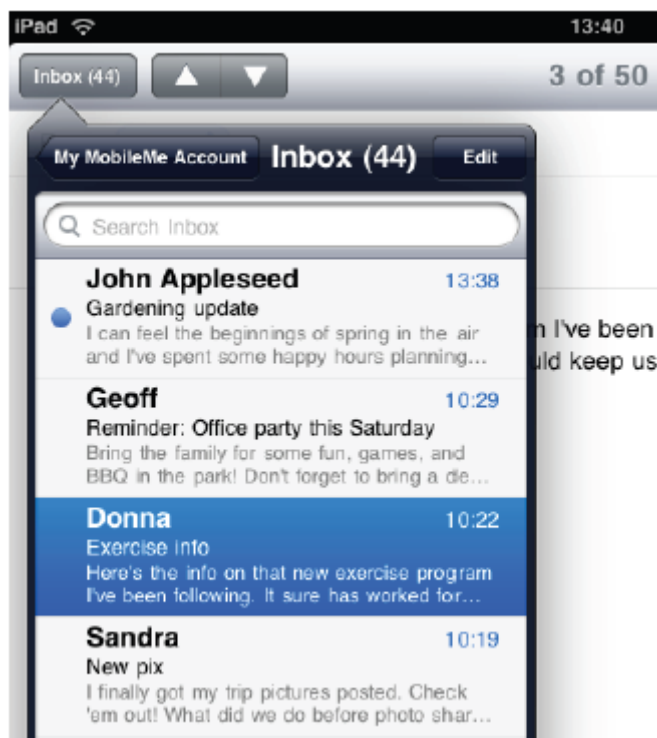 iPad 13:40
Inbox (44) 3 of 50
My MobileMe Account Inbox (44) Edit
Search Inbox
John Appleseed 13:38
Gardening update
I can feel the beginnings of spring in the air
and I've spent some happy hours planning...
Geoff 10:29
Reminder: Office party this Saturday
Bring the family for some fun, games, and
BBQ in the park! Don't forget to bring a de...
Donna 10:22
Exercise info
Here's the info on that new exercise program
I've been following. It sure has worked for...
Sandra 10:19
New pix
I finally got my trip pictures posted. Check
'em out! What did we do before photo shar...
I've been
keep us